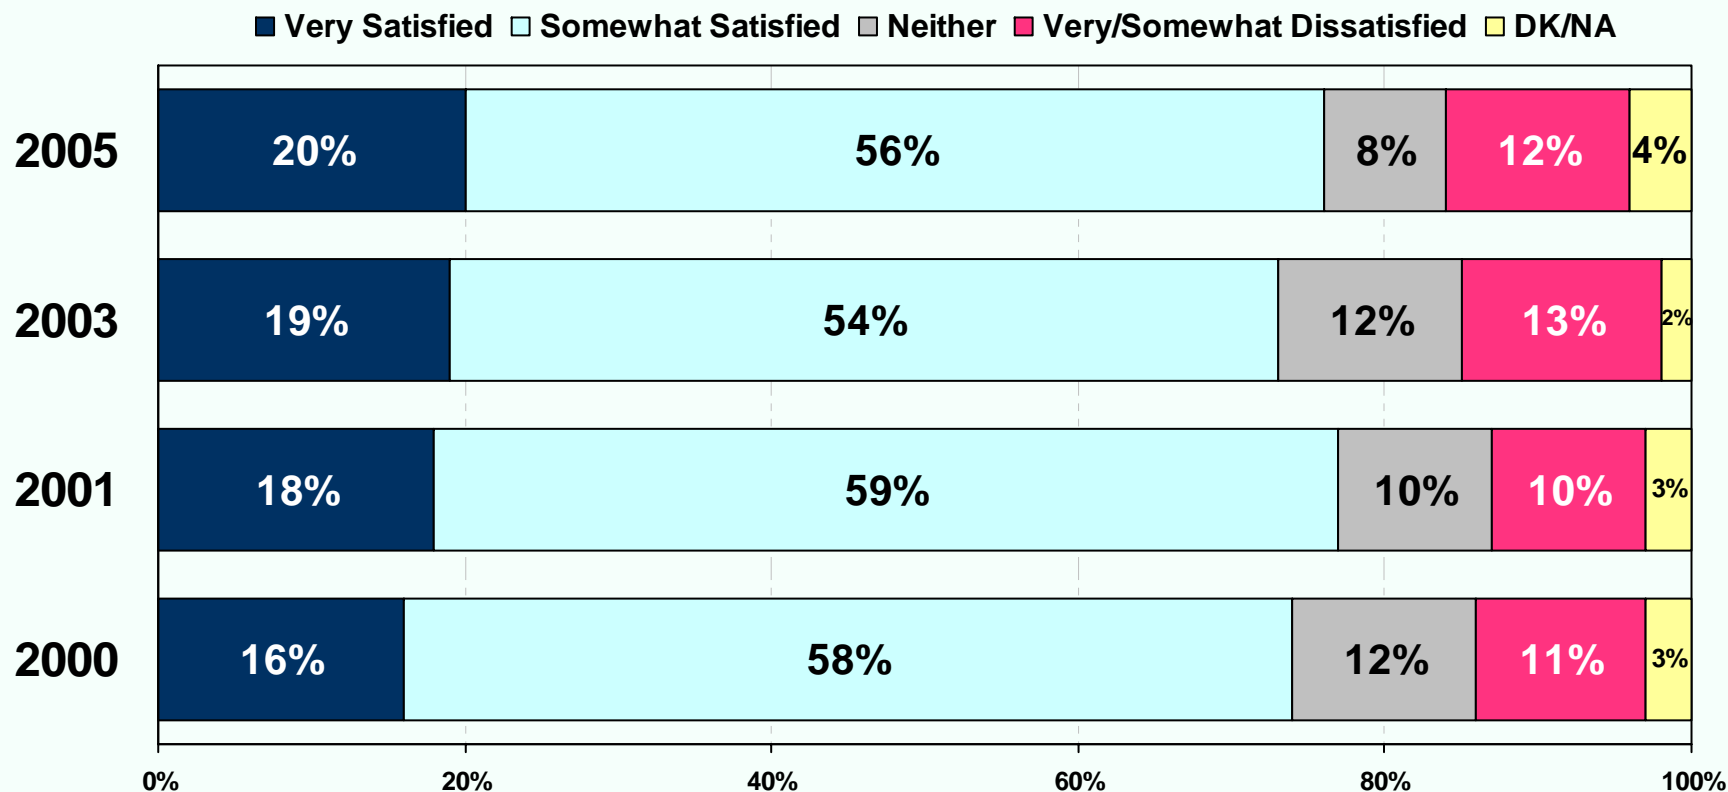 Very Satisfied Somewhat Satisfied Neither Very/Somewhat Dissatisfied DK/NA
2005 20% 56% 8% 12% 4%
2003 19% 54% 12% 13% 2%
2001 18% 59% 10% 10% 3%
2000 16% 58% 12% 11% 3%
0% 20% 40% 60% 80% 100%